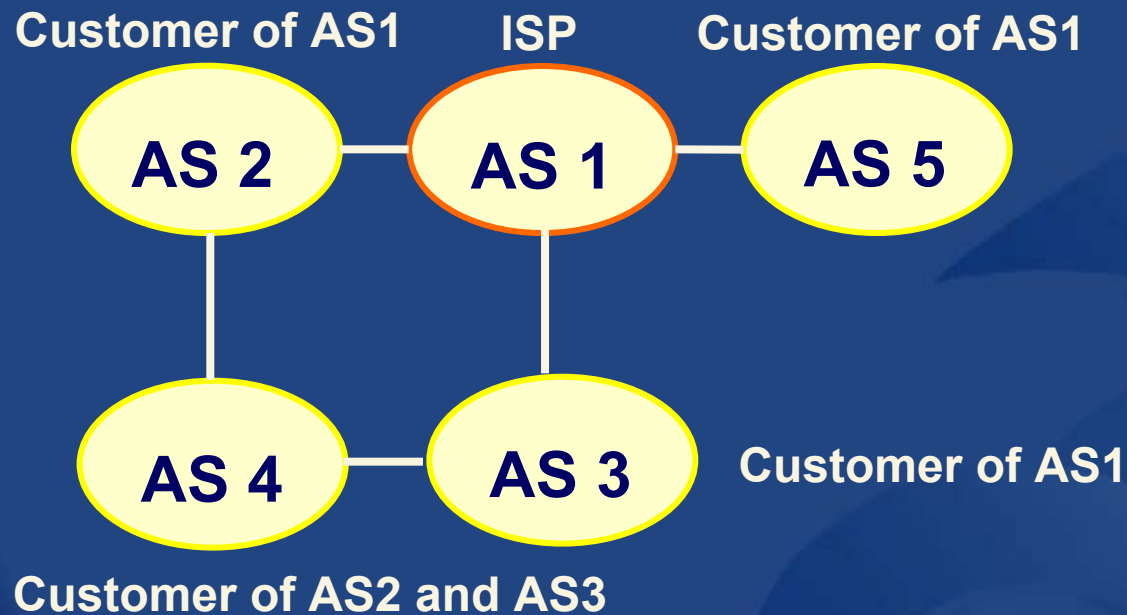 Customer of AS1
ISP
Customer of AS1
AS 2
AS 1
AS 5
AS 4
AS 3
Customer of AS1
Customer of AS2 and AS3